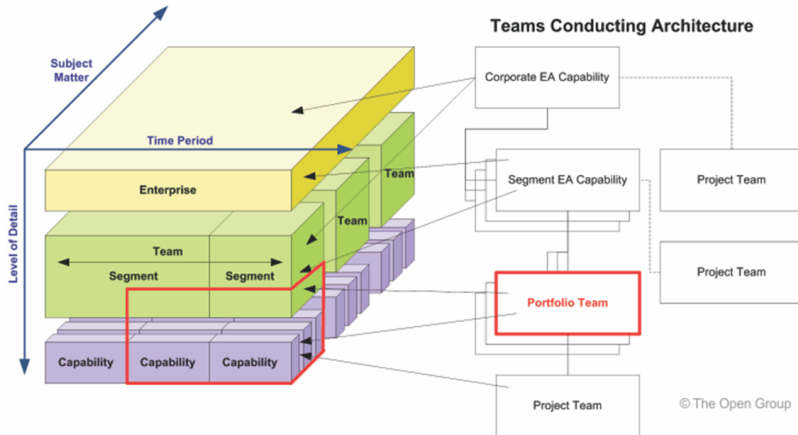 Teams Conducting Architecture
Subject
Matter
Time Period
Level of Detail
Enterprise
Team
Team
Team
Segment
Segment
Capability
Capability
Capability
Corporate EA Capability
Segment EA Capability
Project Team
Project Team
Portfolio Team
Project Team
© The Open Group